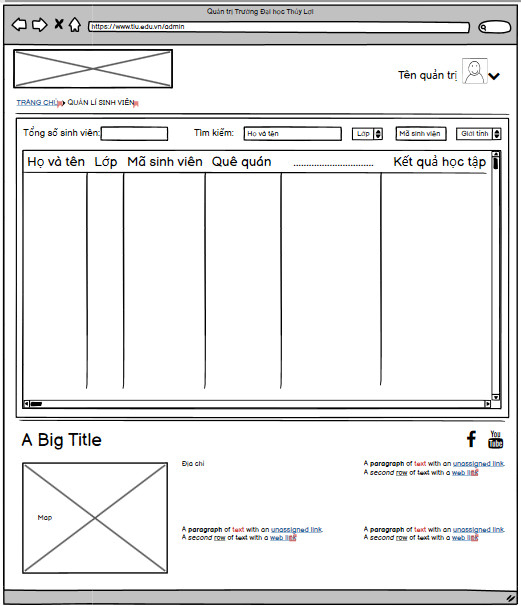 Quản trị Trường Đại học Thủy Lợi
https://www.tlu.edu.vn/admin
Tên quản trị
TRANG CHỦ QUẢN LÍ SINH VIÊN
Tổng số sinh viên: Tìm kiếm: Họ và tên Lớp Mã sinh viên Giới tính
Họ và tên Lớp Mã sinh viên Quê quán ................................ Kết quả học tập
A Big Title
f You Tube
Map
Địa chỉ
A paragraph of text with an unassigned link.
A second row of text with a web link
A paragraph of text with an unassigned link.
A second row of text with a web link
A paragraph of text with an unassigned link.
A second row of text with a web link